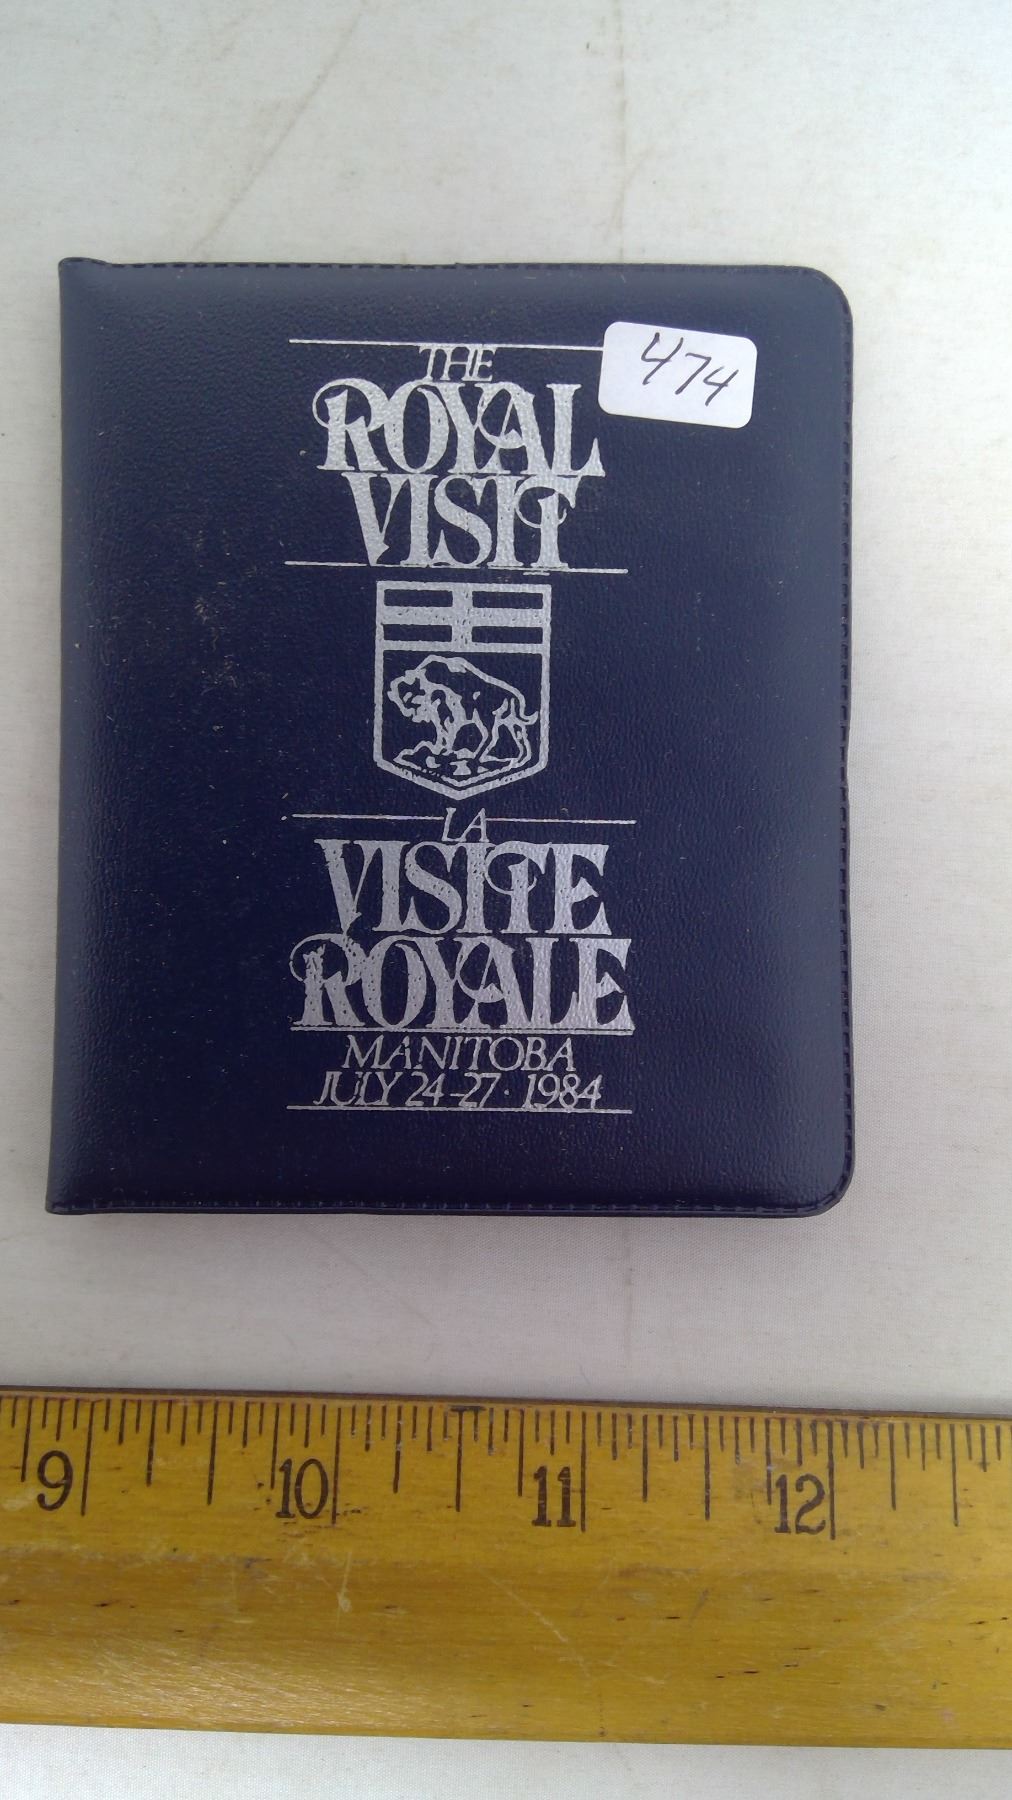 THE
ROYAL
VISIT
474
LA
VISITE
ROYALE
MANITOBA
JULY 24-27 · 1984
9 10 11 12